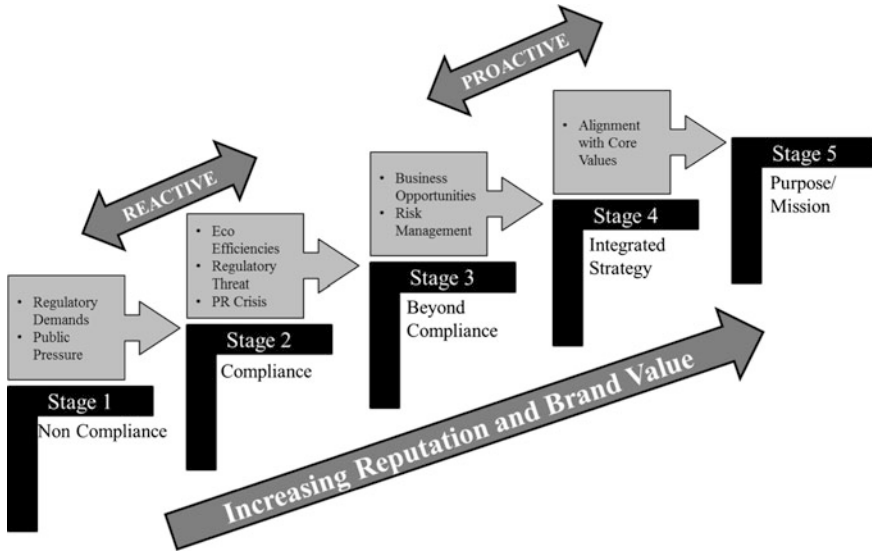 REACTIVE
PROACTIVE
• Regulatory
Demands
• Public
Pressure
Stage 1
Non Compliance
• Eco
Efficiencies
• Regulatory
Threat
• PR Crisis
Stage 2
Compliance
• Business
Opportunities
• Risk
Management
Stage 3
Beyond
Compliance
• Alignment
with Core
Values
Stage 4
Integrated
Strategy
Stage 5
Purpose/
Mission
Increasing Reputation and Brand Value